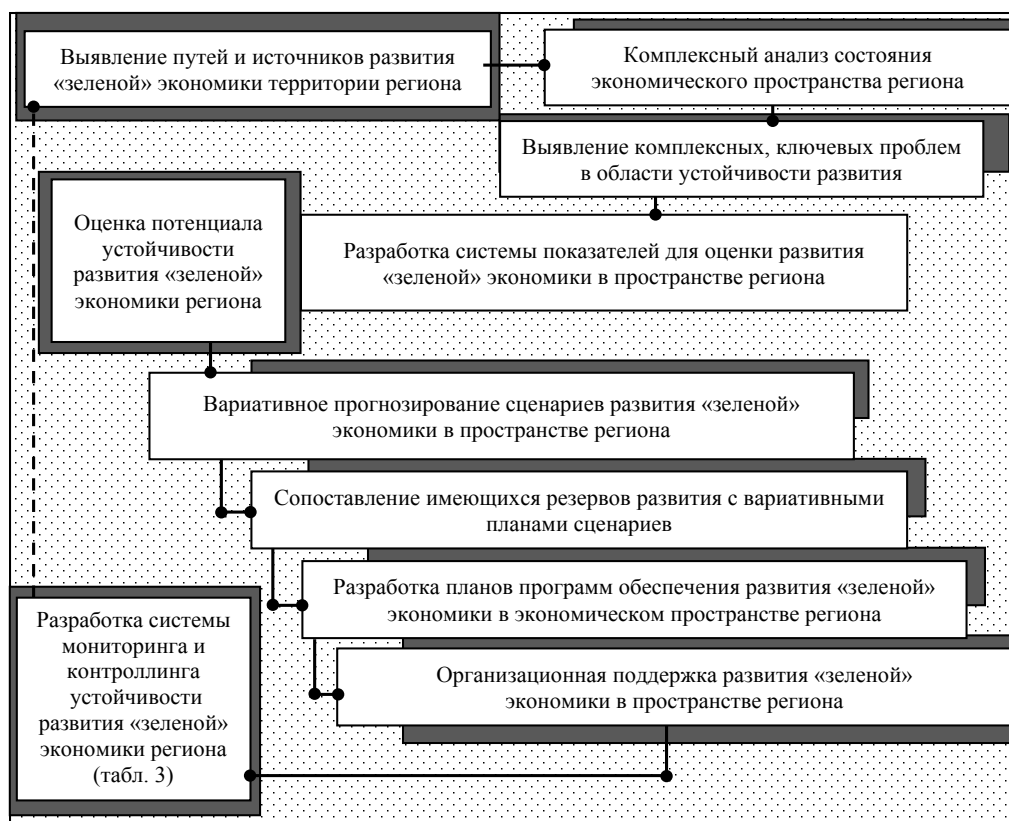 Выявление путей и источников развития
«зеленой» экономики территории региона
Комплексный анализ состояния
экономического пространства региона
Выявление комплексных, ключевых проблем
в области устойчивости развития
Оценка потенциала
устойчивости
развития «зеленой»
экономики региона
Разработка системы показателей для оценки развития
«зеленой» экономики в пространстве региона
Вариативное прогнозирование сценариев развития «зеленой»
экономики в пространстве региона
Сопоставление имеющихся резервов развития с вариативными
планами сценариев
Разработка планов программ обеспечения развития «зеленой»
экономики в экономическом пространстве региона
Организационная поддержка развития «зеленой»
экономики в пространстве региона
Разработка системы
мониторинга и
контроллинга
устойчивости
развития «зеленой»
экономики региона
(табл. 3)